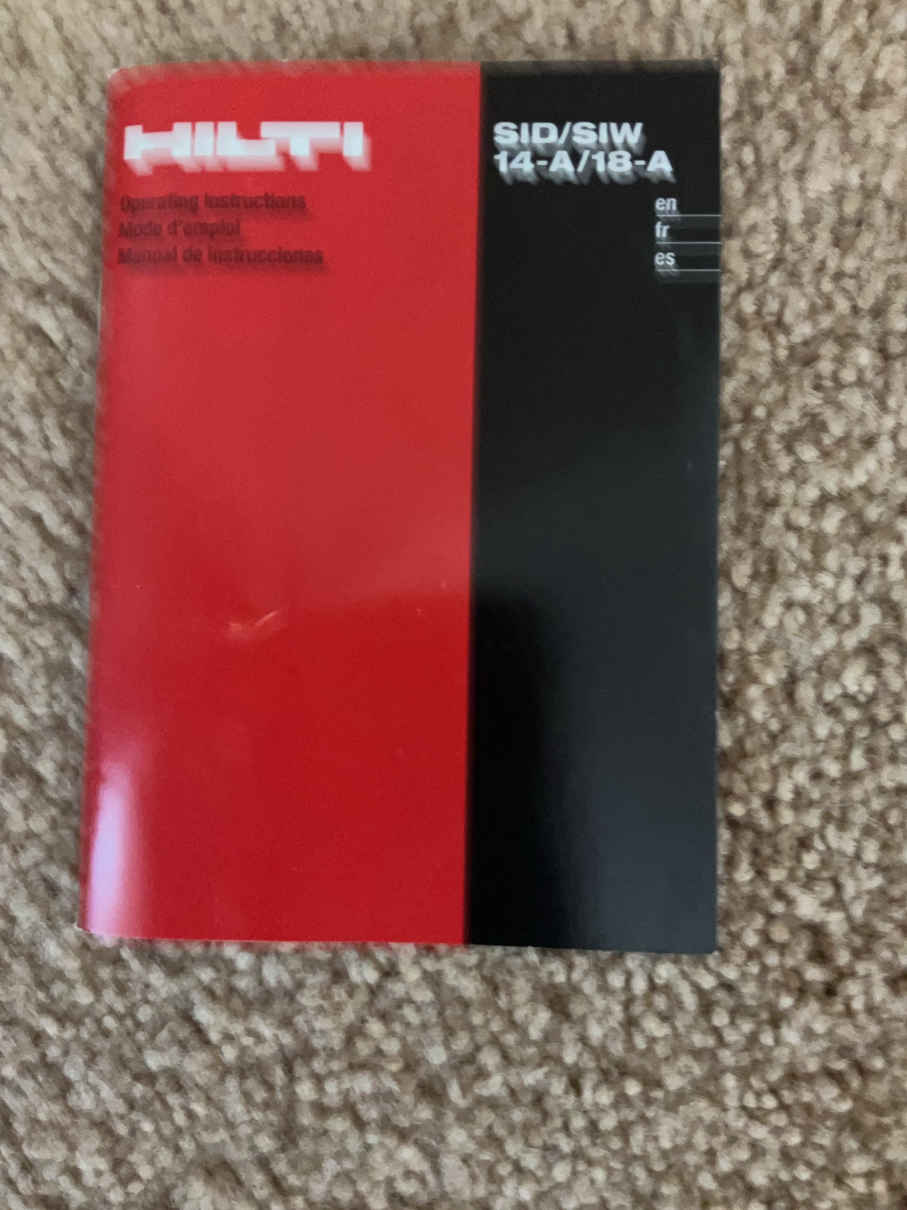 HILTI
Operating instructions
Mode d'emploi
Manual de instrucciones
SID/SIW
14-A/18-A
en
fr
es